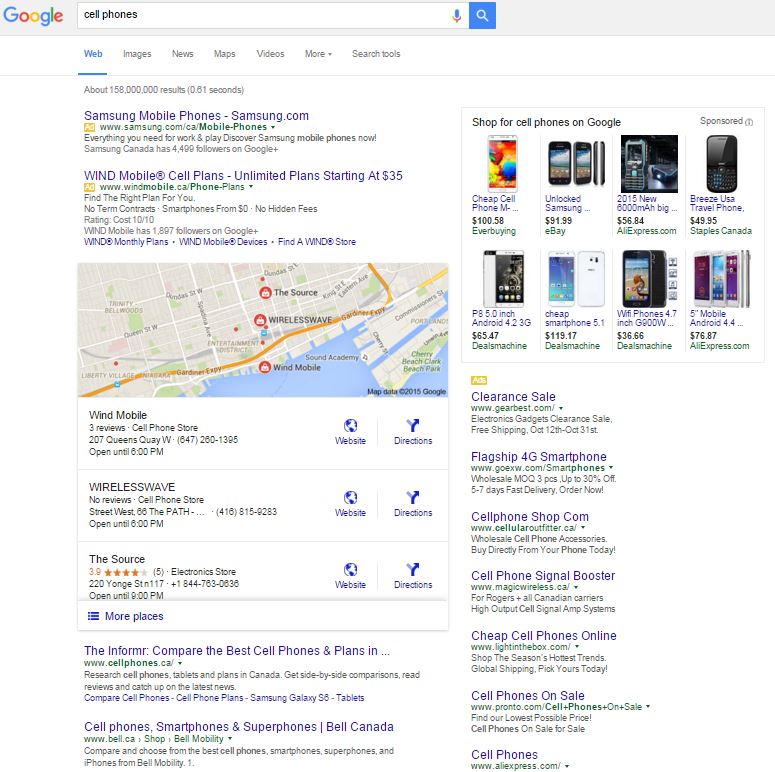 Google
cell phones
Web Images News Maps Videos More Search tools
About 158,000,000 results (0.61 seconds)
Samsung Mobile Phones - Samsung.com
Ad www.samsung.com/ca/Mobile-Phones
Everything you need for work & play Discover Samsung mobile phones now!
Samsung Canada has 4,499 followers on Google+
WIND Mobile® Cell Plans - Unlimited Plans Starting At $35
Ad www.windmobile.ca/Phone-Plans
Find The Right Plan For You.
No Term Contracts · Smartphones From $0 · No Hidden Fees
Rating: Cost 10/10
WIND Mobile has 1,897 followers on Google+
WIND® Monthly Plans • WIND Mobile® Devices • Find A WIND® Store
Dundas St E
Eastern Ave
TRINITY BELLWOODS
Dundas St W
The Source
Commissioners St
Spadina Ave
King St E
Gardiner Expy
Queen St W
WIRELESSWAVE
PORTLANDS
ENTERTAINMENT DISTRICT
Sound Academy
LIBERTY VILLAGE
Gardiner Expy
Wind Mobile
Cherry Beach Clark Beach Park
Map data ©2015 Google
Wind Mobile
3 reviews · Cell Phone Store
207 Queens Quay W · (647) 260-1395
Open until 6:00 PM
Website Directions
WIRELESSWAVE
No reviews · Cell Phone Store
Street West, 66 The PATH - ... · (416) 815-9283
Open until 6:00 PM
Website Directions
The Source
3.9 (5) · Electronics Store
220 Yonge St n117 · +1 844-763-0636
Open until 9:00 PM
Website Directions
More places
The Informr: Compare the Best Cell Phones & Plans in ...
www.cellphones.ca/
Research cell phones, tablets and plans in Canada. Get side-by-side comparisons, read
reviews and catch up on the latest news.
Compare Cell Phones - Cell Phone Plans - Samsung Galaxy S6 - Tablets
Cell phones, Smartphones & Superphones | Bell Canada
www.bell.ca › Shop › Bell Mobility
Compare and choose from the best cell phones, smartphones, superphones, and
iPhones from Bell Mobility. 1.
Shop for cell phones on Google Sponsored
Cheap Cell
Phone M- ...
$100.58
Everbuying
Unlocked
Samsung ...
$91.99
eBay
2015 New
6000mAh big ...
$56.84
AliExpress.com
Breeze Usa
Travel Phone,
$49.95
Staples Canada
P8 5.0 inch
Android 4.2 3G
$65.47
Dealsmachine
cheap
smartphone 5.1
$119.17
Dealsmachine
Wifi Phones 4.7
inch G900W...
$36.66
Dealsmachine
5" Mobile
Android 4.4 ...
$76.87
AliExpress.com
Ads
Clearance Sale
www.gearbest.com/
Electronics Gadgets Clearance Sale,
Free Shipping, Oct 12th-Oct 31st.
Flagship 4G Smartphone
www.goexw.com/Smartphones
Wholesale MOQ 3 pcs ,Up to 30% Off.
5-7 days Fast Delivery, Order Now!
Cellphone Shop Com
www.cellularoutfitter.ca/
Wholesale Cell Phone Accessories.
Buy Directly From Your Phone Today!
Cell Phone Signal Booster
www.magicwireless.ca/
For Rogers + all Canadian carriers
High Output Cell Signal Amp Systems
Cheap Cell Phones Online
www.lightinthebox.com/
Shop The Season's Hottest Trends.
Global Shipping, Pick Yours Today!
Cell Phones On Sale
www.pronto.com/Cell+Phones+On+Sale
Find our Lowest Possible Price!
Cell Phones On Sale for Sale
Cell Phones
www.aliexpress.com/